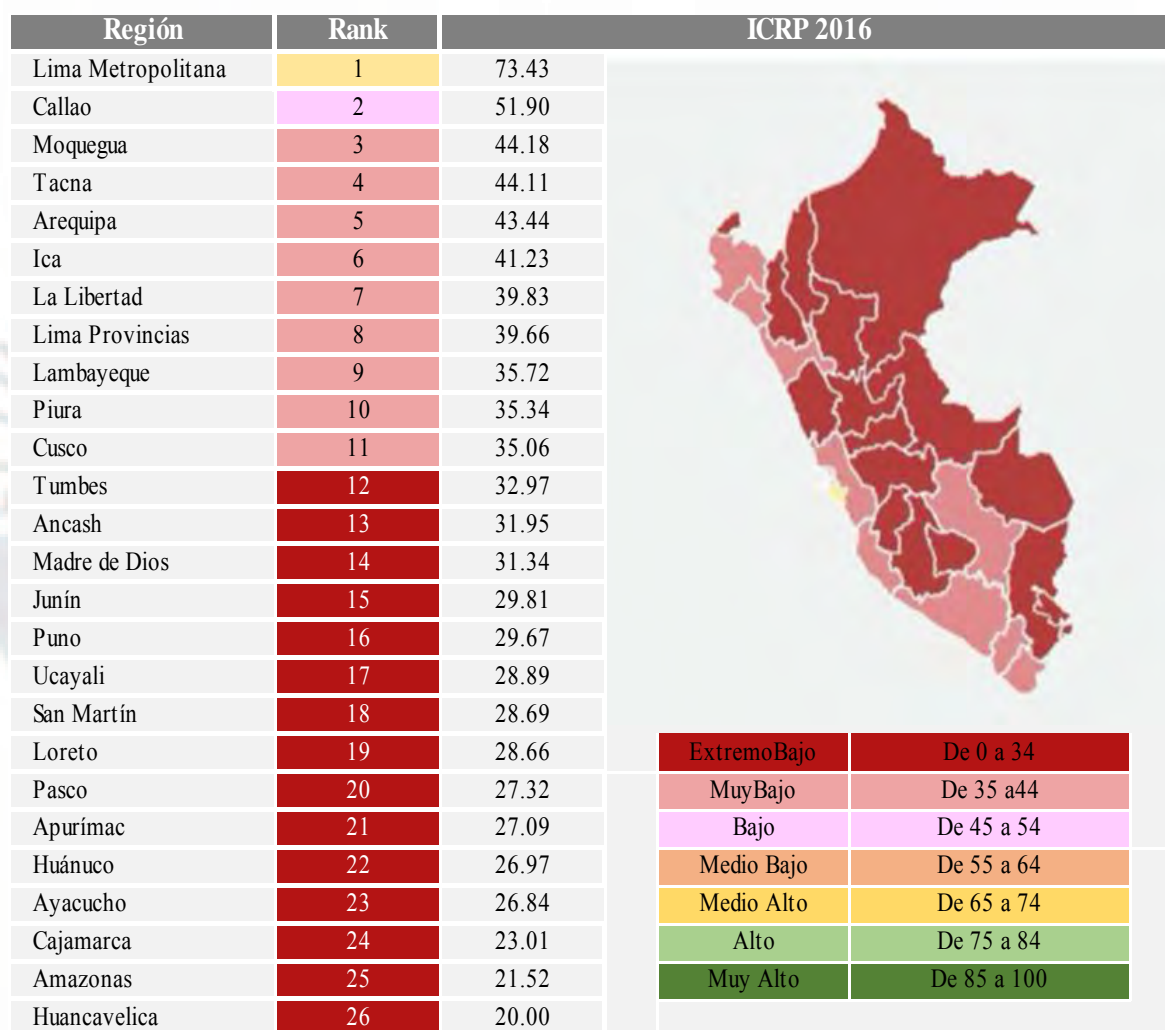 Región Rank ICRP 2016
Lima Metropolitana 1 73.43
Callao 2 51.90
Moquegua 3 44.18
Tacna 4 44.11
Arequipa 5 43.44
Ica 6 41.23
La Libertad 7 39.83
Lima Provincias 8 39.66
Lambayeque 9 35.72
Piura 10 35.34
Cusco 11 35.06
Tumbes 12 32.97
Ancash 13 31.95
Madre de Dios 14 31.34
Junín 15 29.81
Puno 16 29.67
Ucayali 17 28.89
San Martín 18 28.69
Loreto 19 28.66
Pasco 20 27.32
Apurímac 21 27.09
Huánuco 22 26.97
Ayacucho 23 26.84
Cajamarca 24 23.01
Amazonas 25 21.52
Huancavelica 26 20.00
ExtremoBajo De 0 a 34
MuyBajo De 35 a44
Bajo De 45 a 54
Medio Bajo De 55 a 64
Medio Alto De 65 a 74
Alto De 75 a 84
Muy Alto De 85 a 100